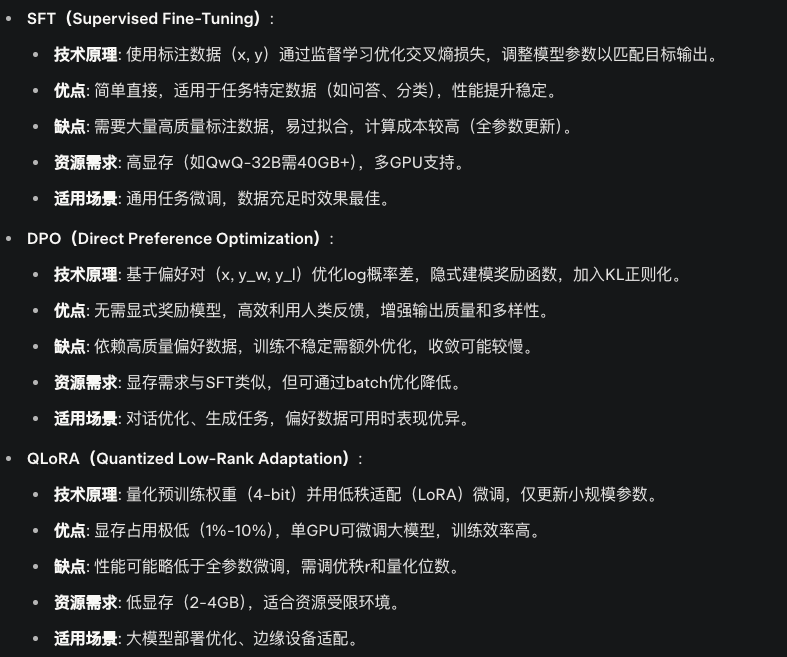 SFT（Supervised Fine-Tuning）:
技术原理: 使用标注数据（x, y）通过监督学习优化交叉熵损失，调整模型参数以匹配目标输出。
优点: 简单直接，适用于任务特定数据（如问答、分类），性能提升稳定。
缺点: 需要大量高质量标注数据，易过拟合，计算成本较高（全参数更新）。
资源需求: 高显存（如QwQ-32B需40GB+），多GPU支持。
适用场景: 通用任务微调，数据充足时效果最佳。
DPO（Direct Preference Optimization）:
技术原理: 基于偏好对（x, y_w, y_l）优化log概率差，隐式建模奖励函数，加入KL正则化。
优点: 无需显式奖励模型，高效利用人类反馈，增强输出质量和多样性。
缺点: 依赖高质量偏好数据，训练不稳定需额外优化，收敛可能较慢。
资源需求: 显存需求与SFT类似，但可通过batch优化降低。
适用场景: 对话优化、生成任务，偏好数据可用时表现优异。
QLoRA（Quantized Low-Rank Adaptation）:
技术原理: 量化预训练权重（4-bit）并用低秩适配（LoRA）微调，仅更新小规模参数。
优点: 显存占用极低（1%-10%），单GPU可微调大模型，训练效率高。
缺点: 性能可能略低于全参数微调，需调优秩r和量化位数。
资源需求: 低显存（2-4GB），适合资源受限环境。
适用场景: 大模型部署优化、边缘设备适配。